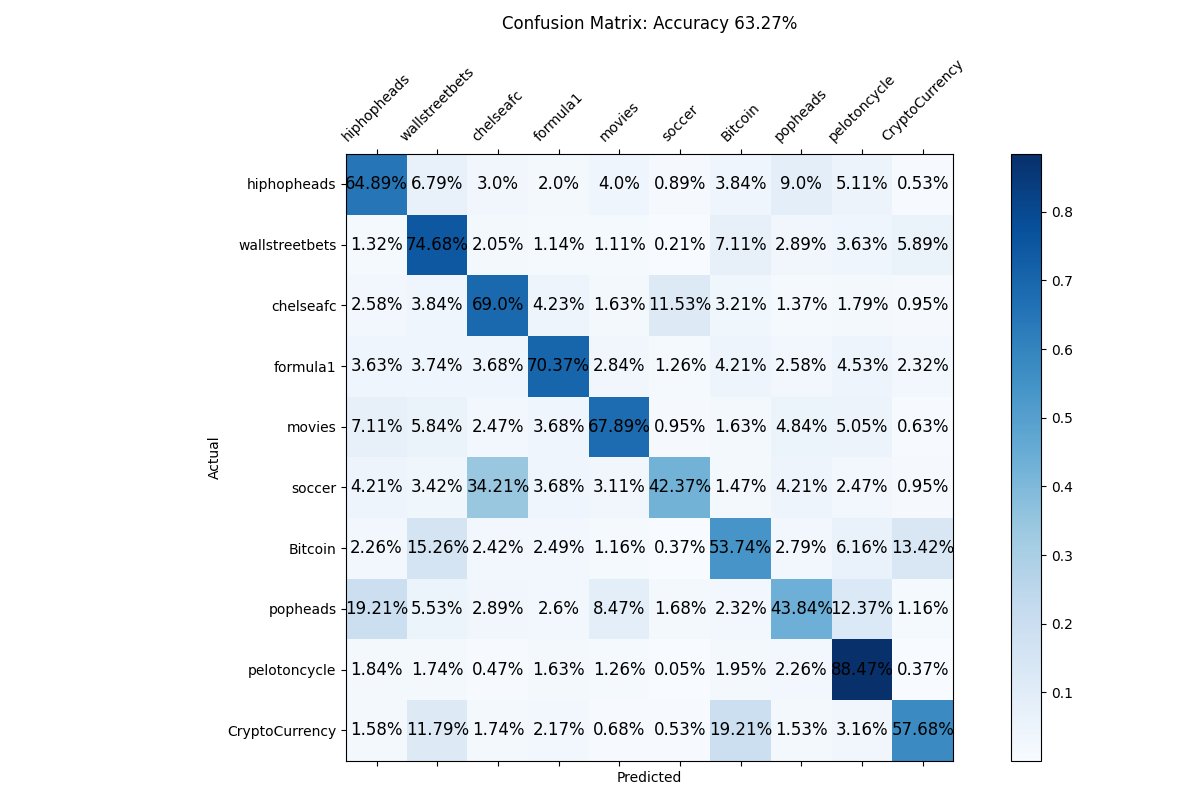 Confusion Matrix: Accuracy 63.27%
hiphopheads wallstreetbets chelseafc formula1 movies soccer Bitcoin popheads pelotoncycle CryptoCurrency
hiphopheads 64.89% 6.79% 3.0% 2.0% 4.0% 0.89% 3.84% 9.0% 5.11% 0.53%
wallstreetbets 1.32% 74.68% 2.05% 1.14% 1.11% 0.21% 7.11% 2.89% 3.63% 5.89%
chelseafc 2.58% 3.84% 69.0% 4.23% 1.63% 11.53% 3.21% 1.37% 1.79% 0.95%
formula1 3.63% 3.74% 3.68% 70.37% 2.84% 1.26% 4.21% 2.58% 4.53% 2.32%
movies 7.11% 5.84% 2.47% 3.68% 67.89% 0.95% 1.63% 4.84% 5.05% 0.63%
soccer 4.21% 3.42% 34.21% 3.68% 3.11% 42.37% 1.47% 4.21% 2.47% 0.95%
Bitcoin 2.26% 15.26% 2.42% 2.49% 1.16% 0.37% 53.74% 2.79% 6.16% 13.42%
popheads 19.21% 5.53% 2.89% 2.6% 8.47% 1.68% 2.32% 43.84% 12.37% 1.16%
pelotoncycle 1.84% 1.74% 0.47% 1.63% 1.26% 0.05% 1.95% 2.26% 88.47% 0.37%
CryptoCurrency 1.58% 11.79% 1.74% 2.17% 0.68% 0.53% 19.21% 1.53% 3.16% 57.68%
Actual
Predicted
0.8
0.7
0.6
0.5
0.4
0.3
0.2
0.1